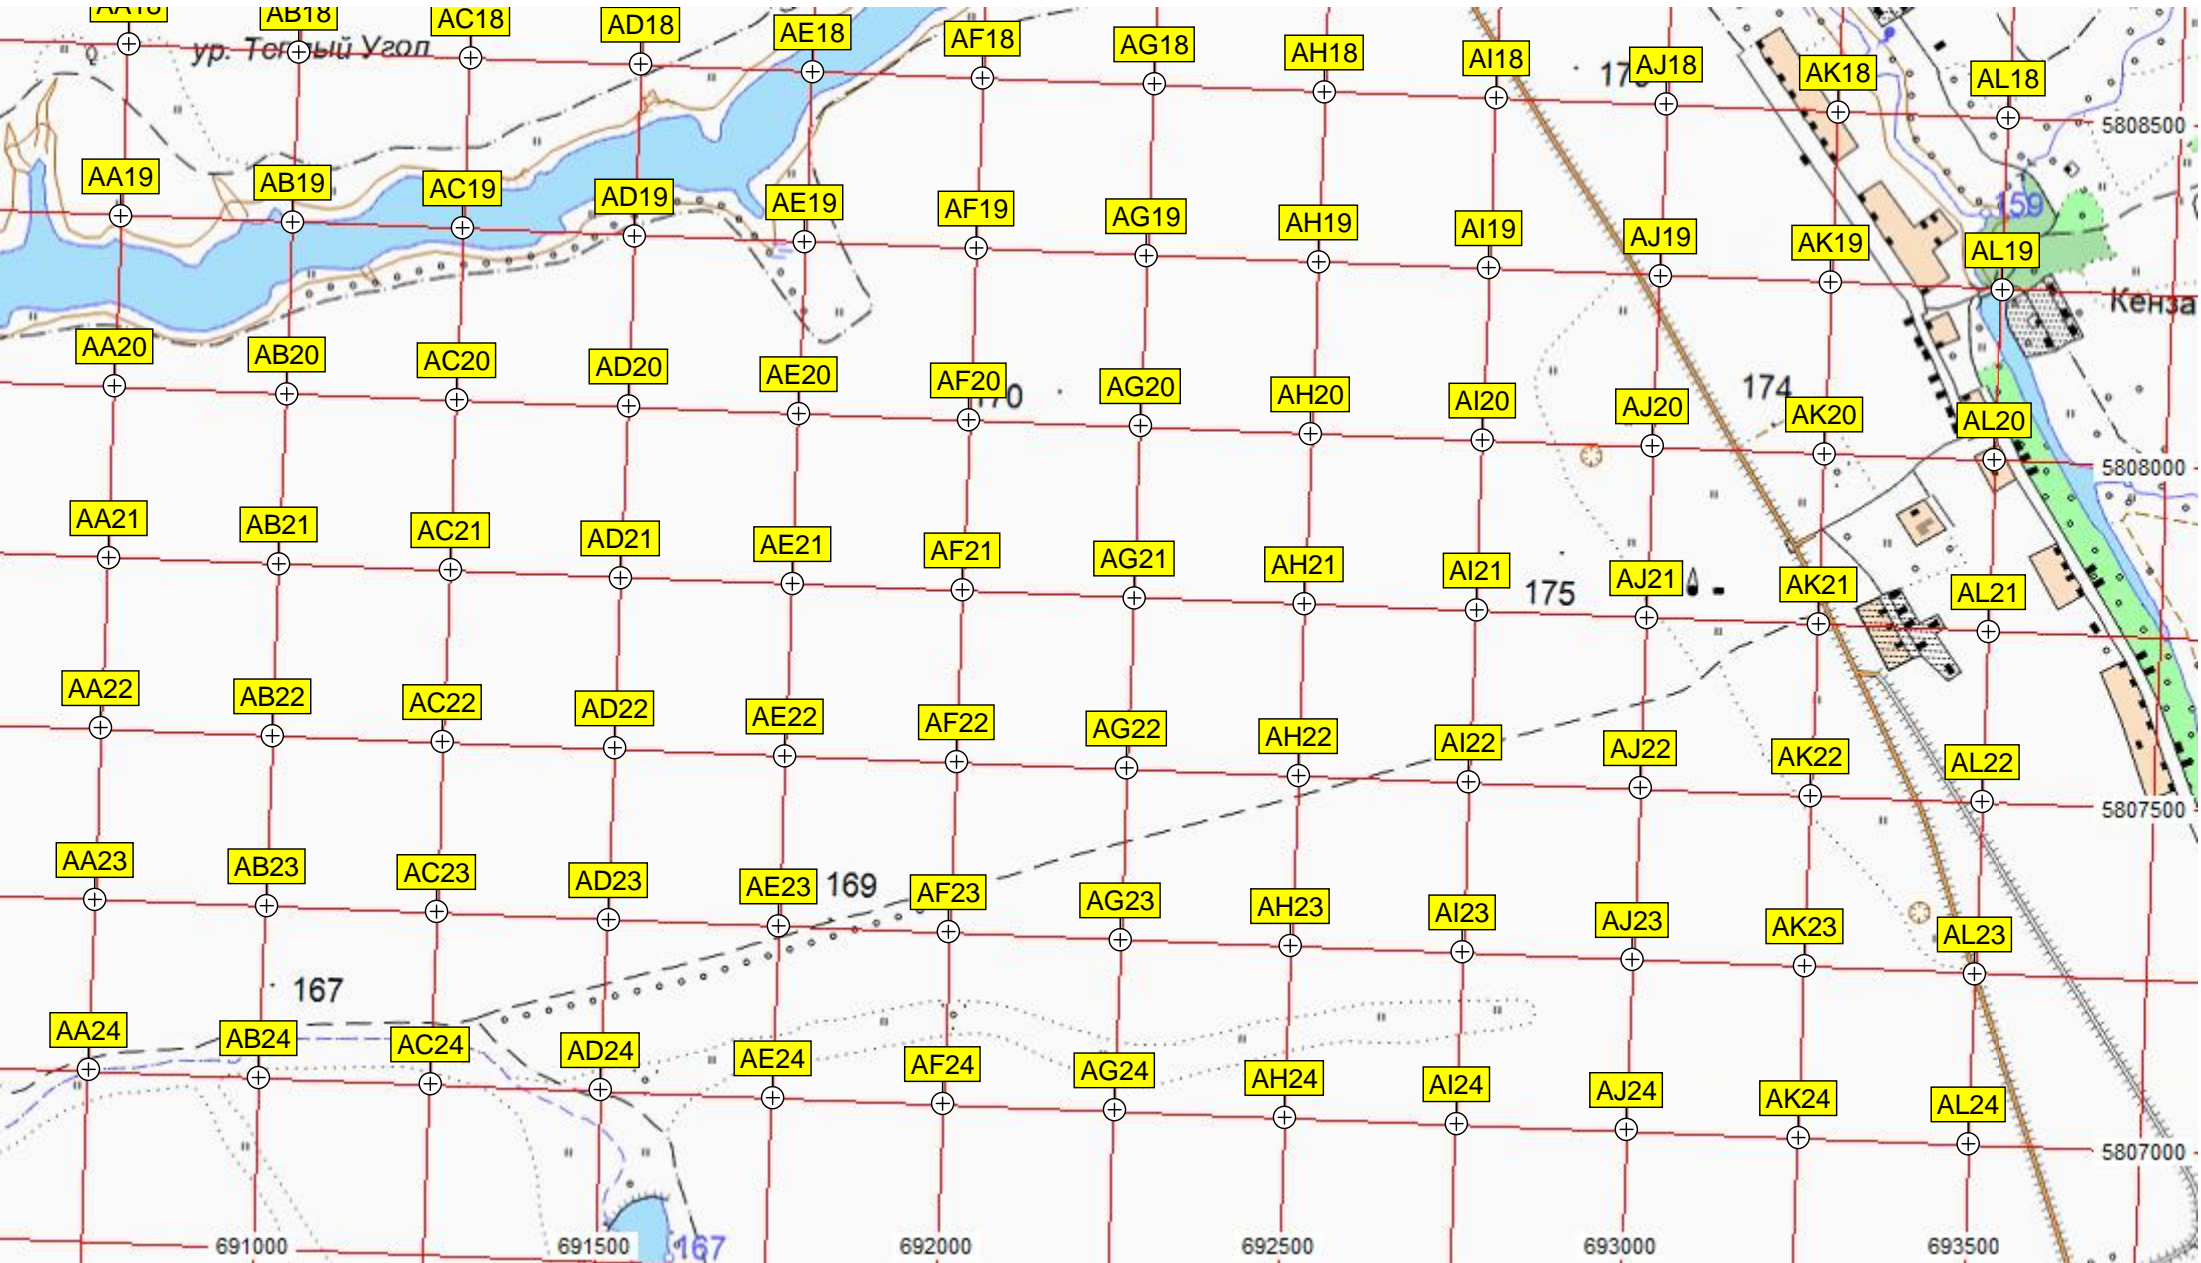 AA18 AB18 AC18 AD18 AE18 AF18 AG18 AH18 AI18 AJ18 AK18 AL18
ур. Теплый Угол
5808500
AA19 AB19 AC19 AD19 AE19 AF19 AG19 AH19 AI19 AJ19 AK19 AL19
159
Кенза
AA20 AB20 AC20 AD20 AE20 AF20 AG20 AH20 AI20 AJ20 AK20 AL20
170
174
5808000
AA21 AB21 AC21 AD21 AE21 AF21 AG21 AH21 AI21 AJ21 AK21 AL21
175
AA22 AB22 AC22 AD22 AE22 AF22 AG22 AH22 AI22 AJ22 AK22 AL22
5807500
AA23 AB23 AC23 AD23 AE23 AF23 AG23 AH23 AI23 AJ23 AK23 AL23
169
167
AA24 AB24 AC24 AD24 AE24 AF24 AG24 AH24 AI24 AJ24 AK24 AL24
5807000
691000 691500 692000 692500 693000 693500
167